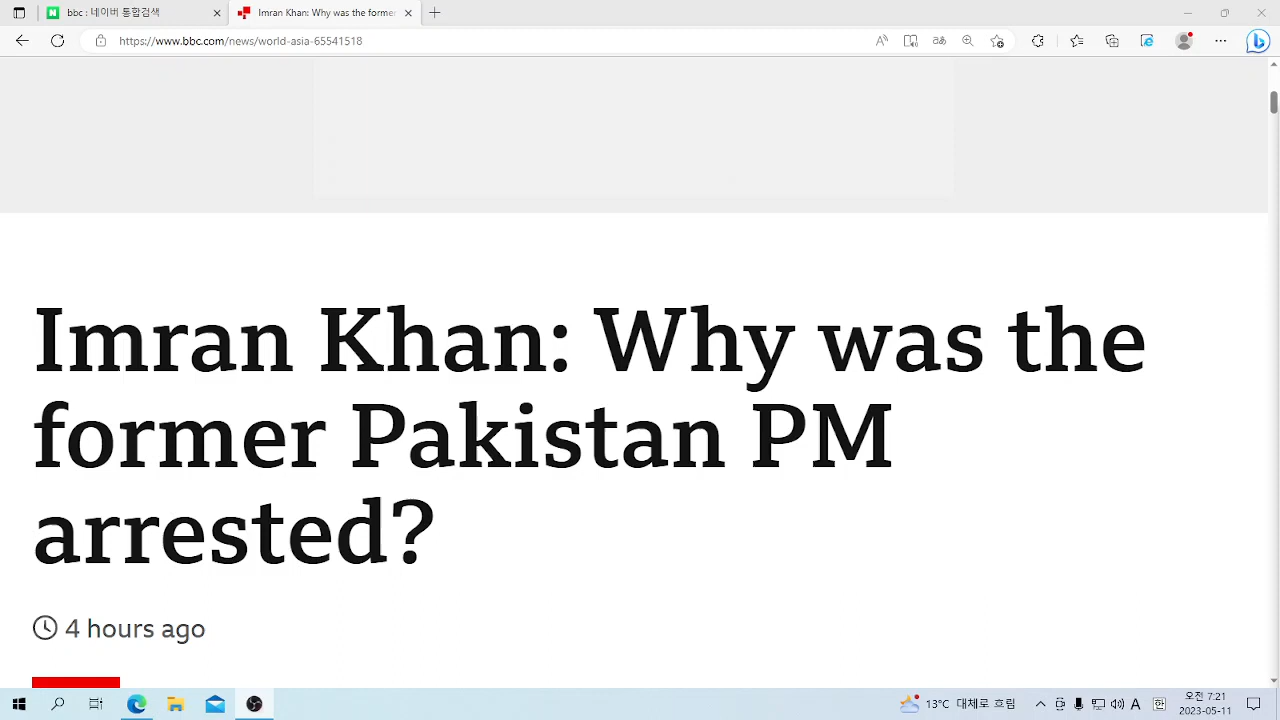 bbc : 네이버 통합검색
Imran Khan: Why was the former
https://www.bbc.com/news/world-asia-65541518
Imran Khan: Why was the
former Pakistan PM
arrested?
4 hours ago
13°C 대체로 흐림
A
오전 7:21
2023-05-11